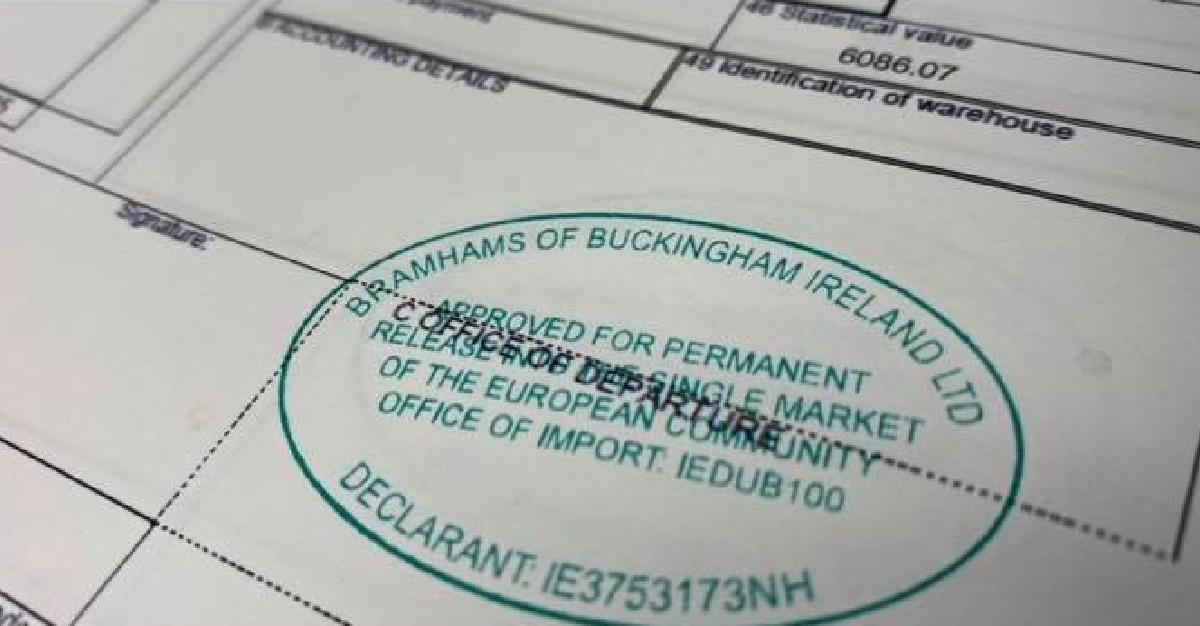 payment
46 Statistical value
6086.07
ACCOUNTING DETAILS
49 Identification of warehouse
Signature:
BRAMHAMS OF BUCKINGHAM IRELAND LTD
C OFFICE OF DEPARTURE
APPROVED FOR PERMANENT
RELEASE INTO THE SINGLE MARKET
OF THE EUROPEAN COMMUNITY
OFFICE OF IMPORT: IEDUB100
DECLARANT: IE3753173NH